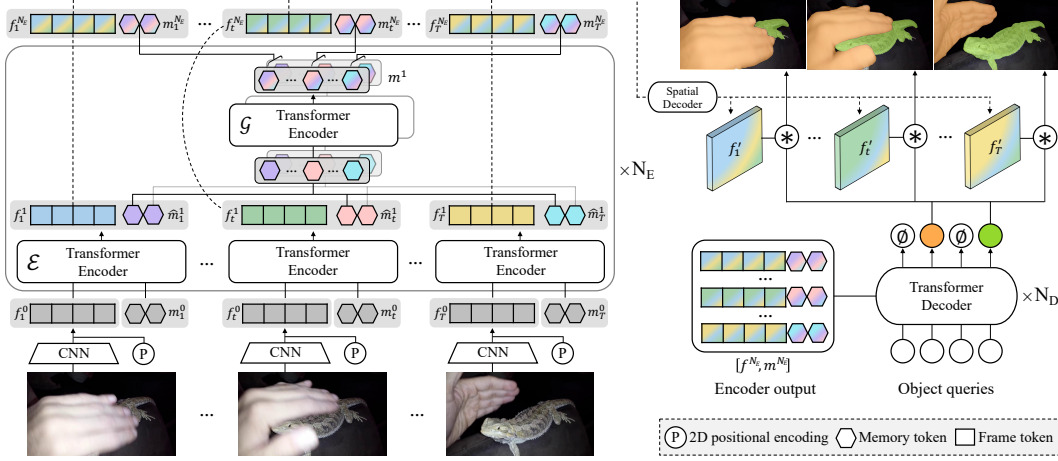 f_1^{N_E} m_1^{N_E} ... f_t^{N_E} m_t^{N_E} ... f_T^{N_E} m_T^{N_E}
... ... m^1
G Transformer Encoder
... ...
f_1^1 m̂_1^1 f_t^1 m̂_t^1 f_T^1 m̂_T^1
×N_E
ℰ Transformer Encoder ... Transformer Encoder ... Transformer Encoder
f_1^0 m_1^0 f_t^0 m_t^0 f_T^0 m_T^0
CNN P CNN P CNN P
... ...
Spatial Decoder
f_1′ * ... f_t′ * ... f_T′ *
∅ ∅
Transformer Decoder
×N_D
...
...
[f^{N_E}, m^{N_E}]
Encoder output Object queries
P 2D positional encoding Memory token Frame token